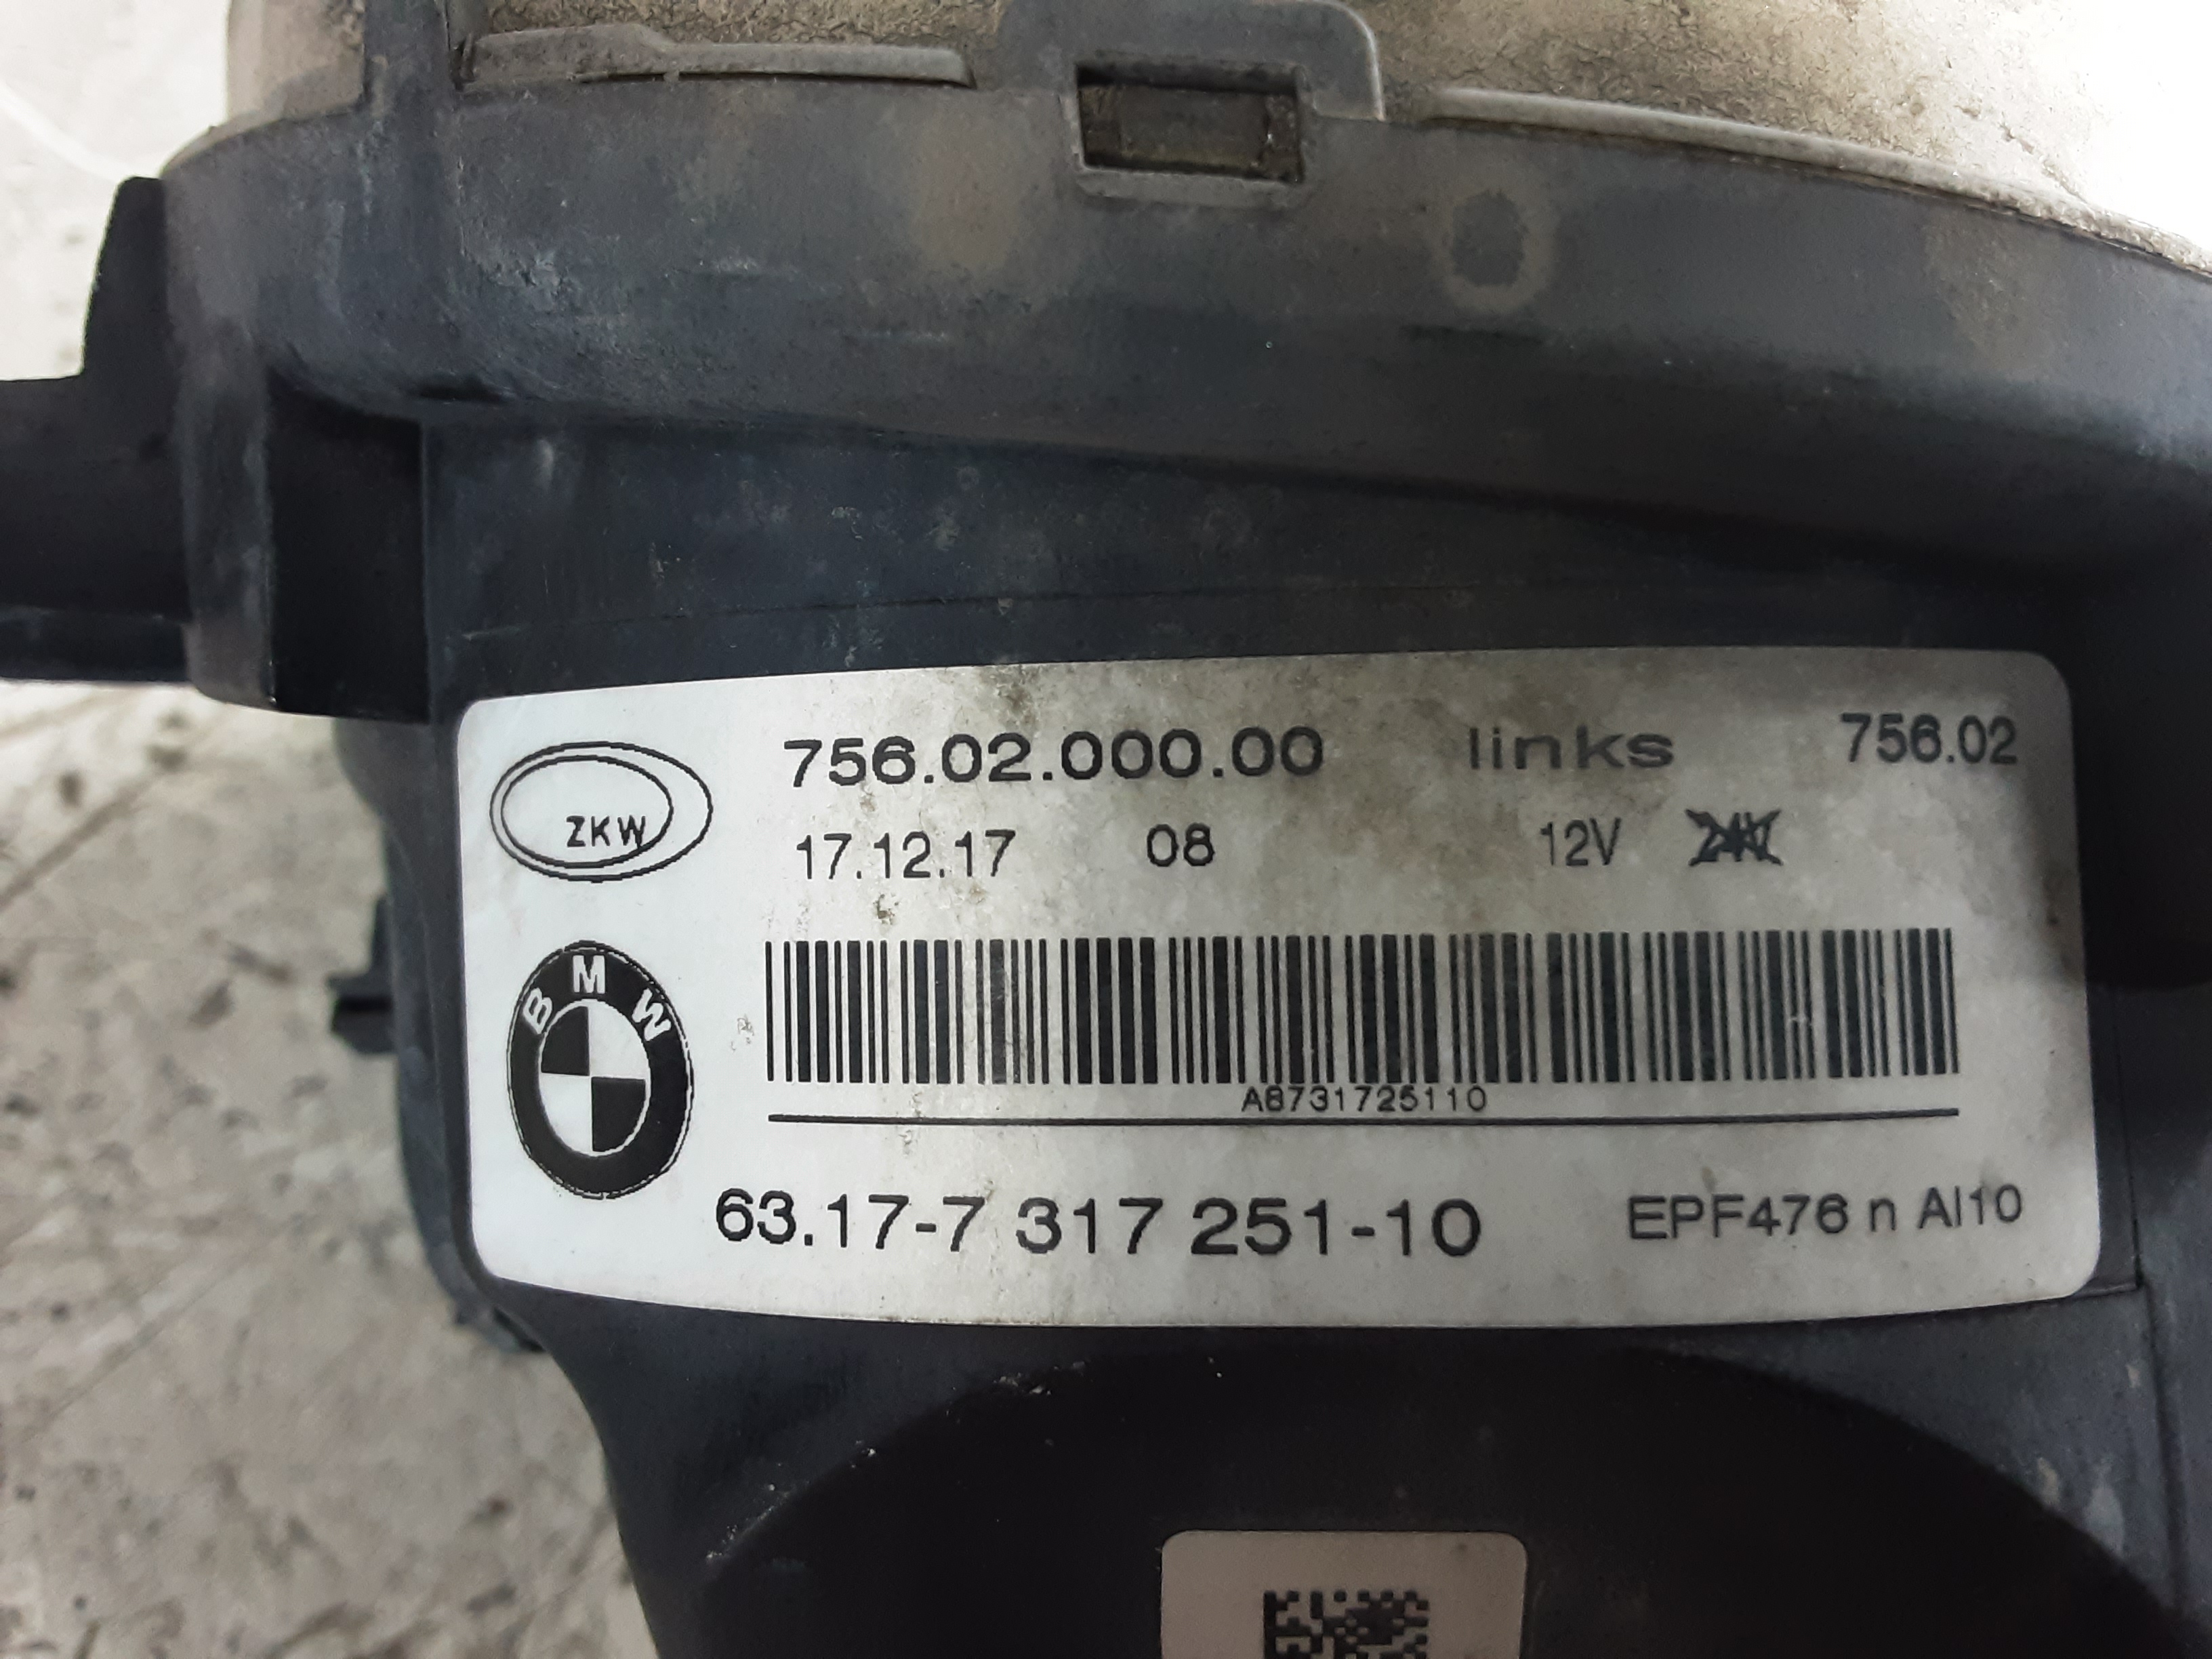 756.02.000.00 links 756.02
ZKW
17.12.17 08 12V
BMW
A8731725110
63.17-7 317 251-10 EPF476 n Al10